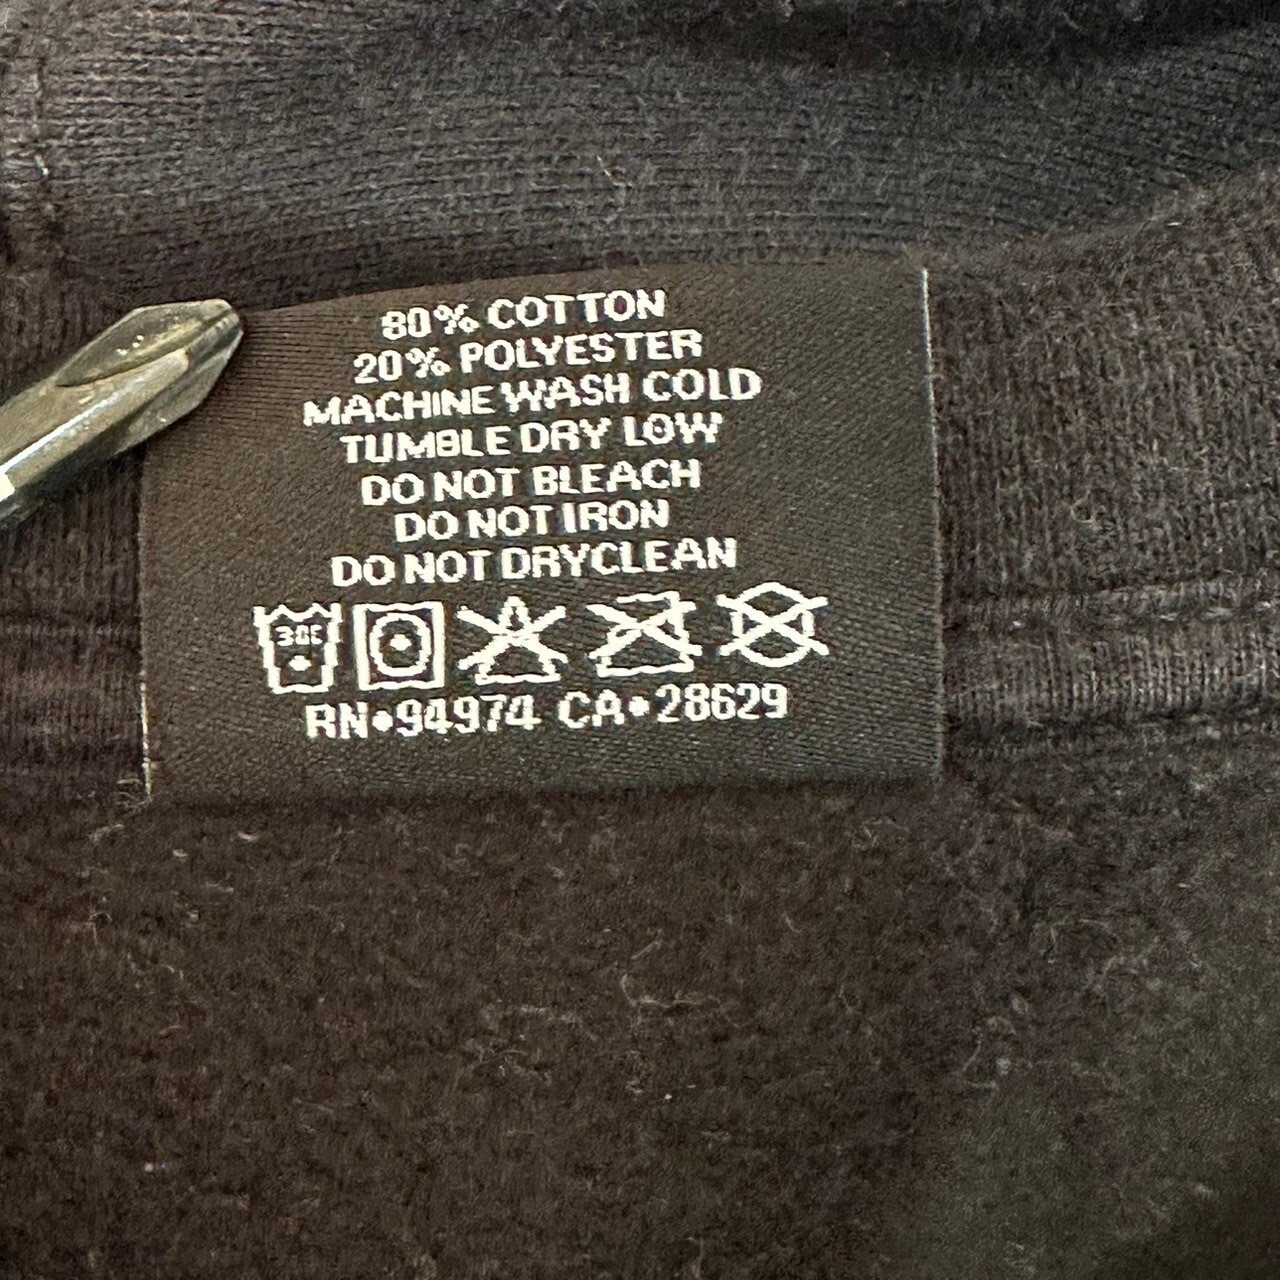 80% COTTON
20% POLYESTER
MACHINE WASH COLD
TUMBLE DRY LOW
DO NOT BLEACH
DO NOT IRON
DO NOT DRYCLEAN
30C
RN•94974 CA•28629